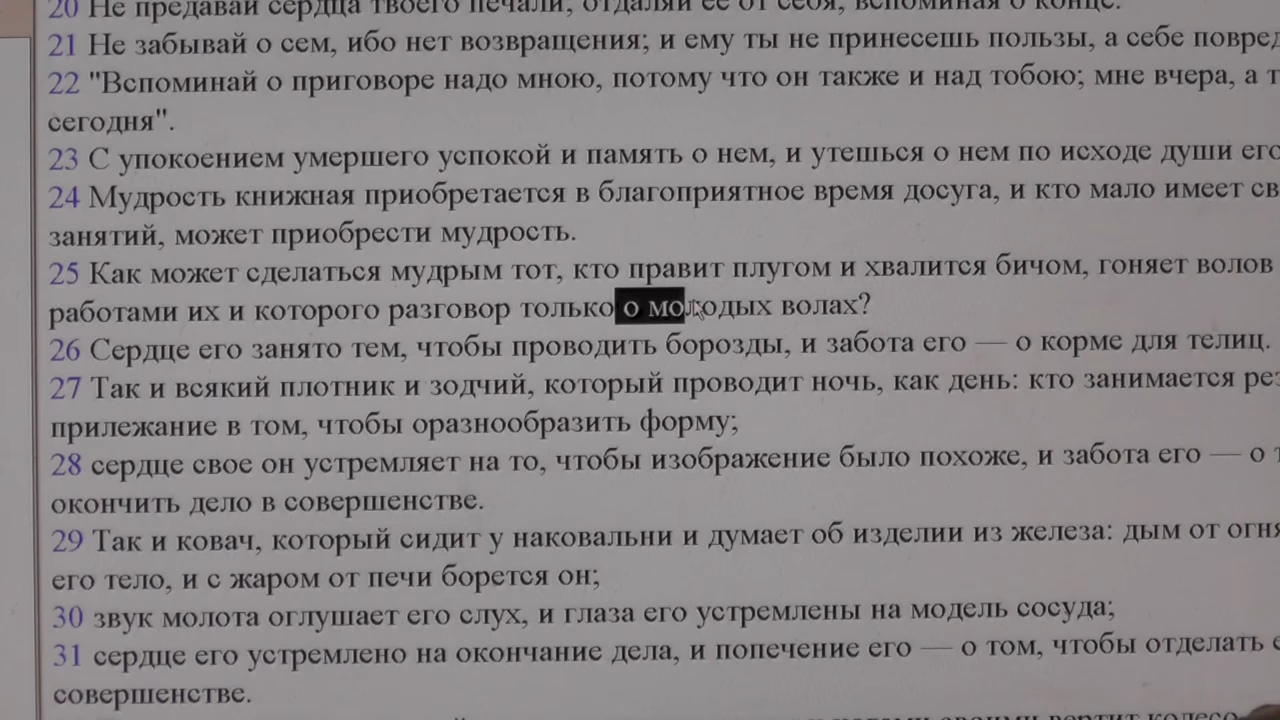 20 Не предавай сердца твоего печали; отдаляй ее от себя, вспоминая о конце.
21 Не забывай о сем, ибо нет возвращения; и ему ты не принесешь пользы, а себе
22 "Вспоминай о приговоре надо мною, потому что он также и над тобою; мне вчера, а
сегодня".
23 С упокоением умершего успокой и память о нем, и утешься о нем по исходе души его
24 Мудрость книжная приобретается в благоприятное время досуга, и кто мало имеет
занятий, может приобрести мудрость.
25 Как может сделаться мудрым тот, кто правит плугом и хвалится бичом, гоняет волов
работами их и которого разговор только о молодых волах?
26 Сердце его занято тем, чтобы проводить борозды, и забота его — о корме для телиц.
27 Так и всякий плотник и зодчий, который проводит ночь, как день: кто занимается
прилежание в том, чтобы оразнообразить форму;
28 сердце свое он устремляет на то, чтобы изображение было похоже, и забота его — о
окончить дело в совершенстве.
29 Так и ковач, который сидит у наковальни и думает об изделии из железа: дым от огня
его тело, и с жаром от печи борется он;
30 звук молота оглушает его слух, и глаза его устремлены на модель сосуда;
31 сердце его устремлено на окончание дела, и попечение его — о том, чтобы отделать
совершенстве.
ногами своими вертит колесо